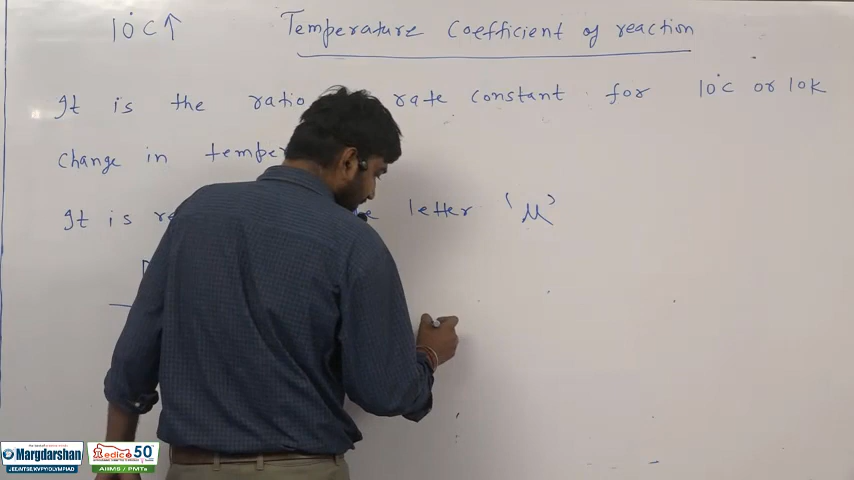 10°C↑ Temperature Coefficient of reaction
It is the ratio rate constant for 10°C or 10K
change in temper
It is re letter 'μ'
Margdarshan
JEE/NTSE/KVPY/OLYMPIAD
Medico 50
AIIMS / PMTs